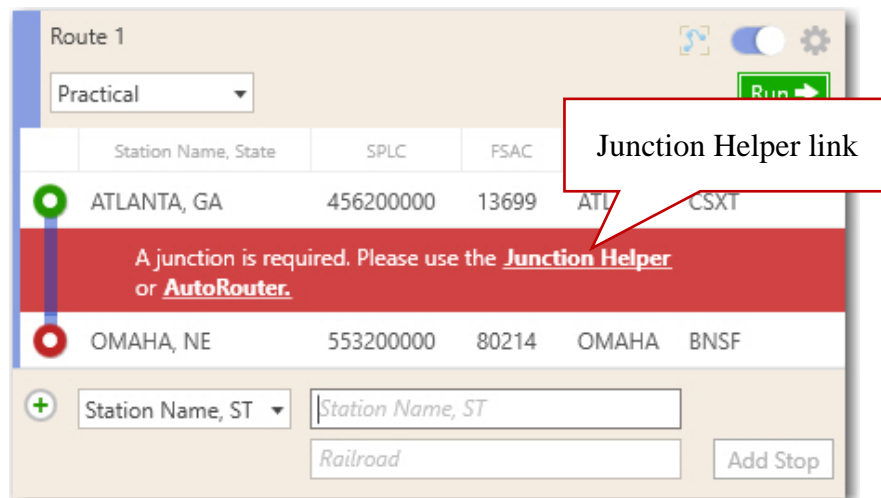 Route 1
Practical
Run
Junction Helper link
Station Name, State SPLC FSAC
ATLANTA, GA 456200000 13699 ATL CSXT
A junction is required. Please use the Junction Helper
or AutoRouter.
OMAHA, NE 553200000 80214 OMAHA BNSF
Station Name, ST Station Name, ST
Railroad Add Stop